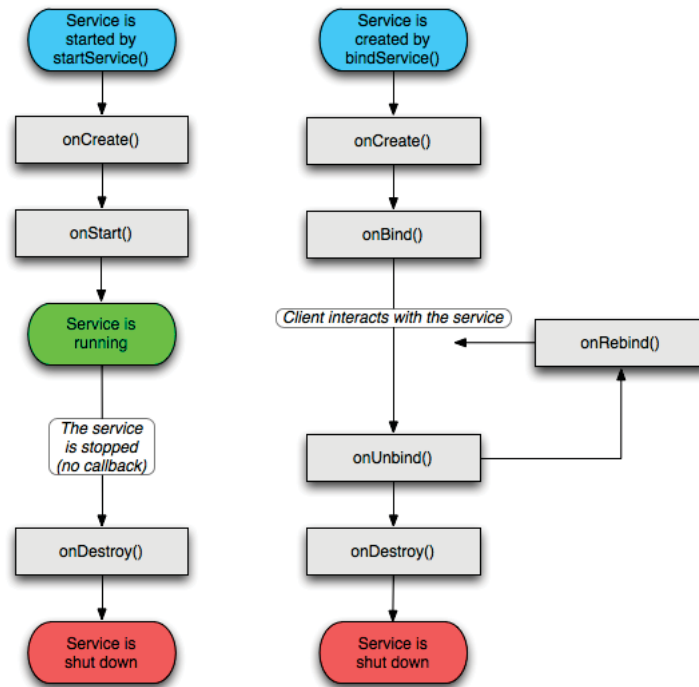 Service is
started by
startService()
onCreate()
onStart()
Service is
running
The service
is stopped
(no callback)
onDestroy()
Service is
shut down
Service is
created by
bindService()
onCreate()
onBind()
Client interacts with the service
onRebind()
onUnbind()
onDestroy()
Service is
shut down